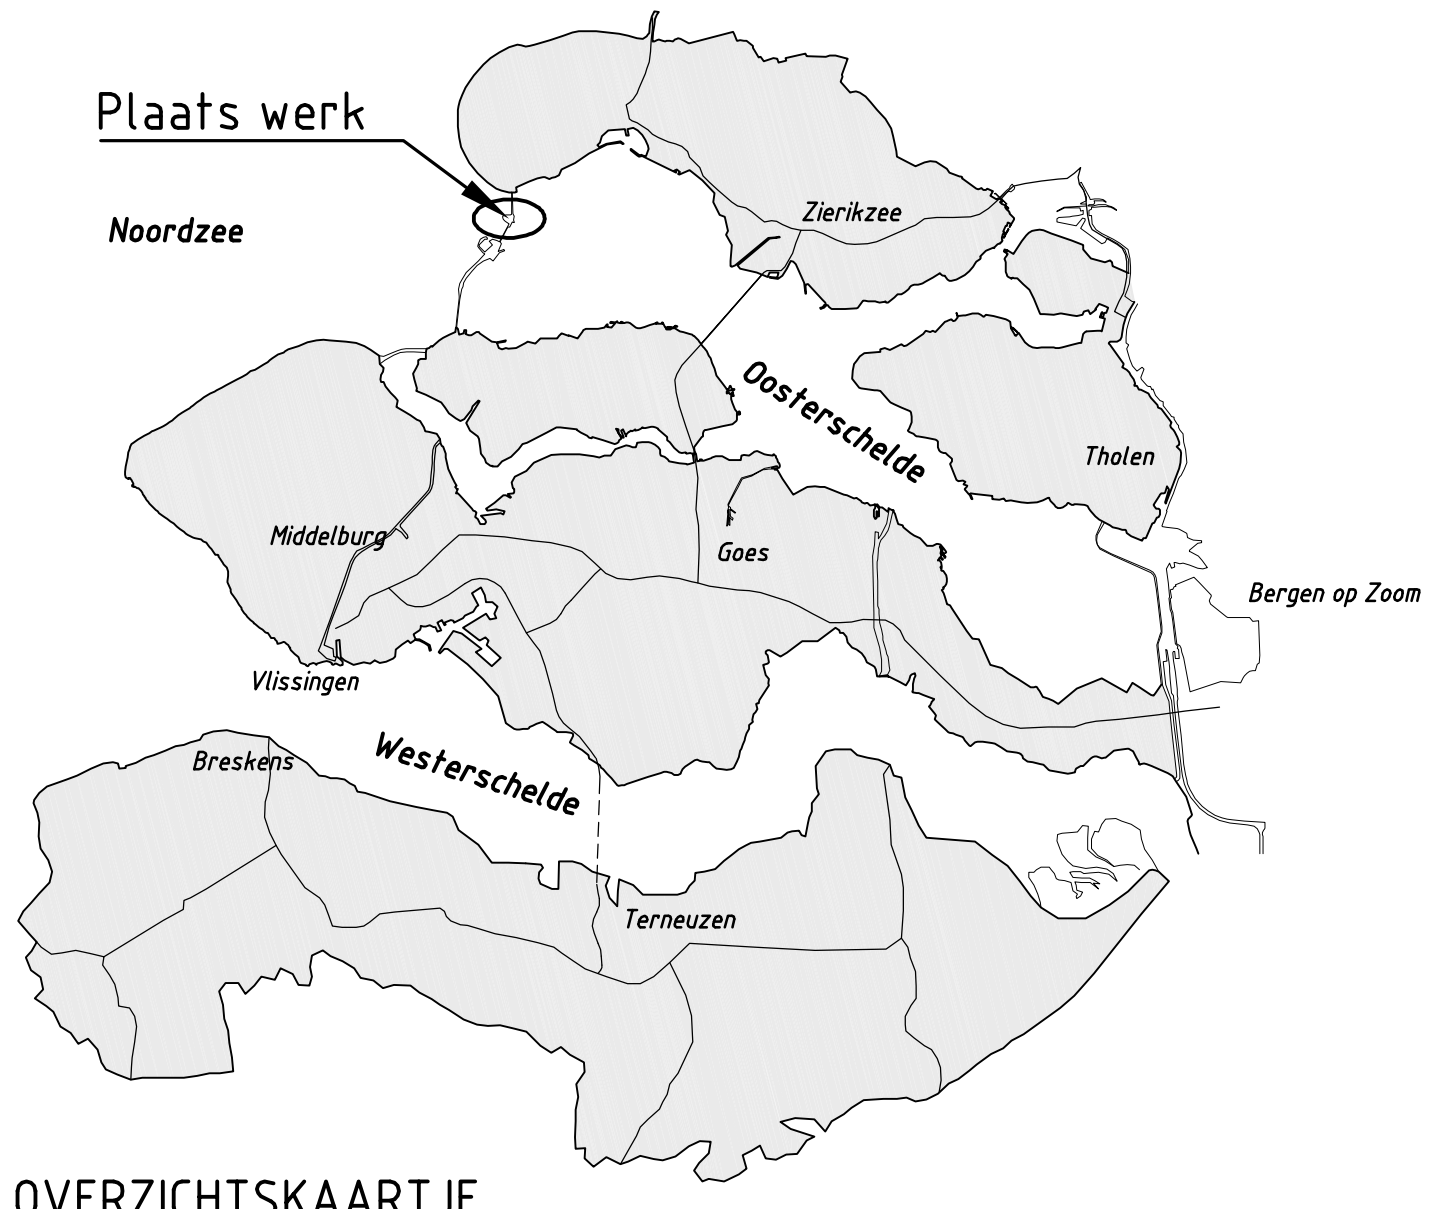 Plaats werk
Noordzee
Zierikzee
Oosterschelde
Tholen
Middelburg
Goes
Bergen op Zoom
Vlissingen
Westerschelde
Breskens
Terneuzen
OVERZICHTSKAARTJE